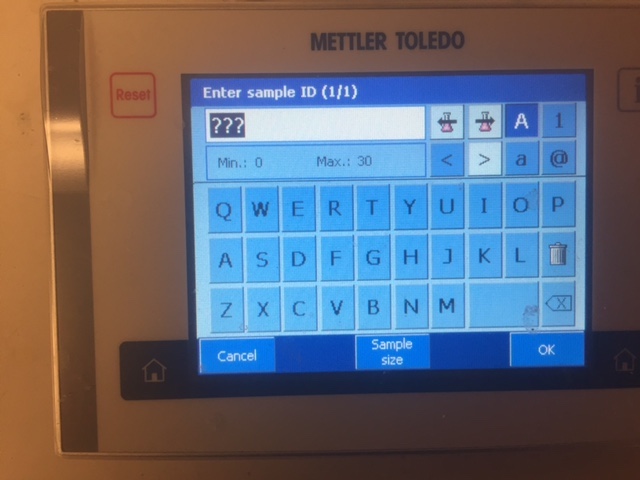 METTLER TOLEDO
Reset
Enter sample ID (1/1)
???
A 1
Min.: 0 Max.: 30
< > a @
Q W E R T Y U I O P
A S D F G H J K L
Z X C V B N M
Cancel
Sample
size
OK